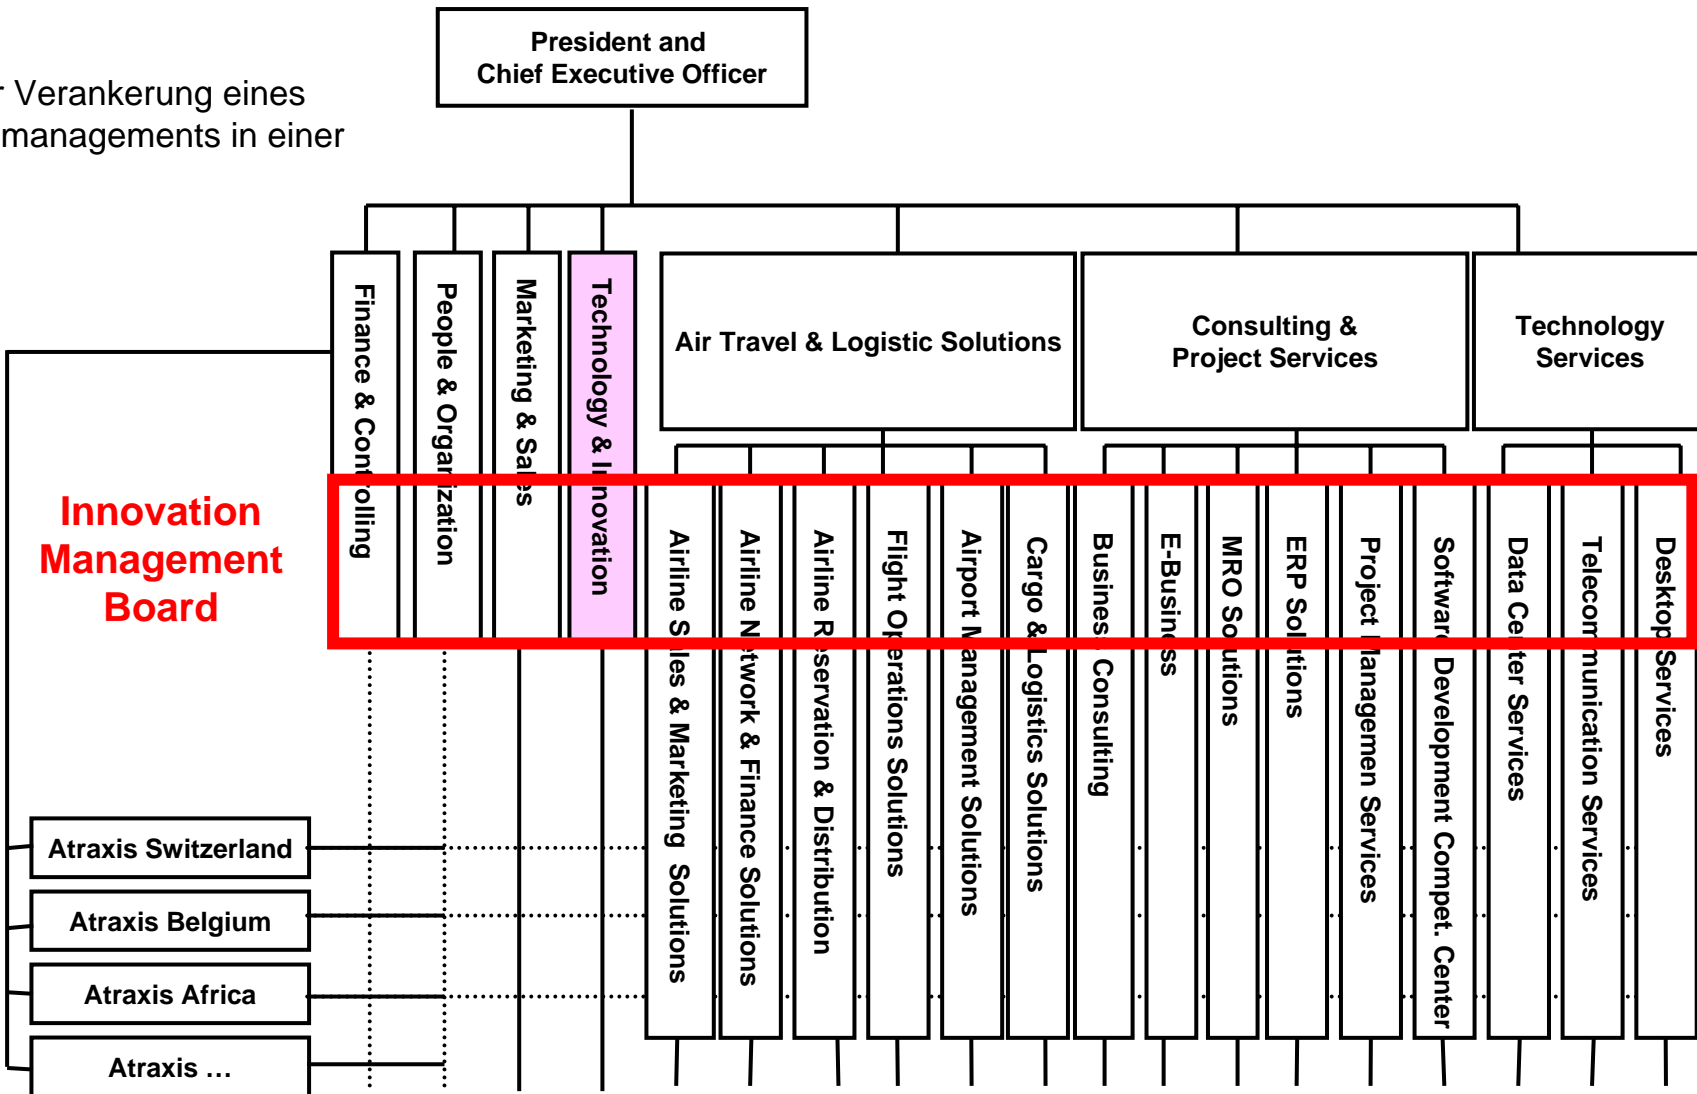 President and
Chief Executive Officer
r Verankerung eines
managements in einer
Finance & Controlling
People & Organization
Marketing & Sales
Technology & Innovation
Air Travel & Logistic Solutions
Consulting &
Project Services
Technology
Services
Innovation
Management
Board
Airline Sales & Marketing Solutions
Airline Network & Finance Solutions
Airline Reservation & Distribution
Flight Operations Solutions
Airport Management Solutions
Cargo & Logistics Solutions
Business Consulting
E-Business
MRO Solutions
ERP Solutions
Project Managemen Services
Software Development Compet. Center
Data Center Services
Telecommunication Services
Desktop Services
Atraxis Switzerland
Atraxis Belgium
Atraxis Africa
Atraxis …